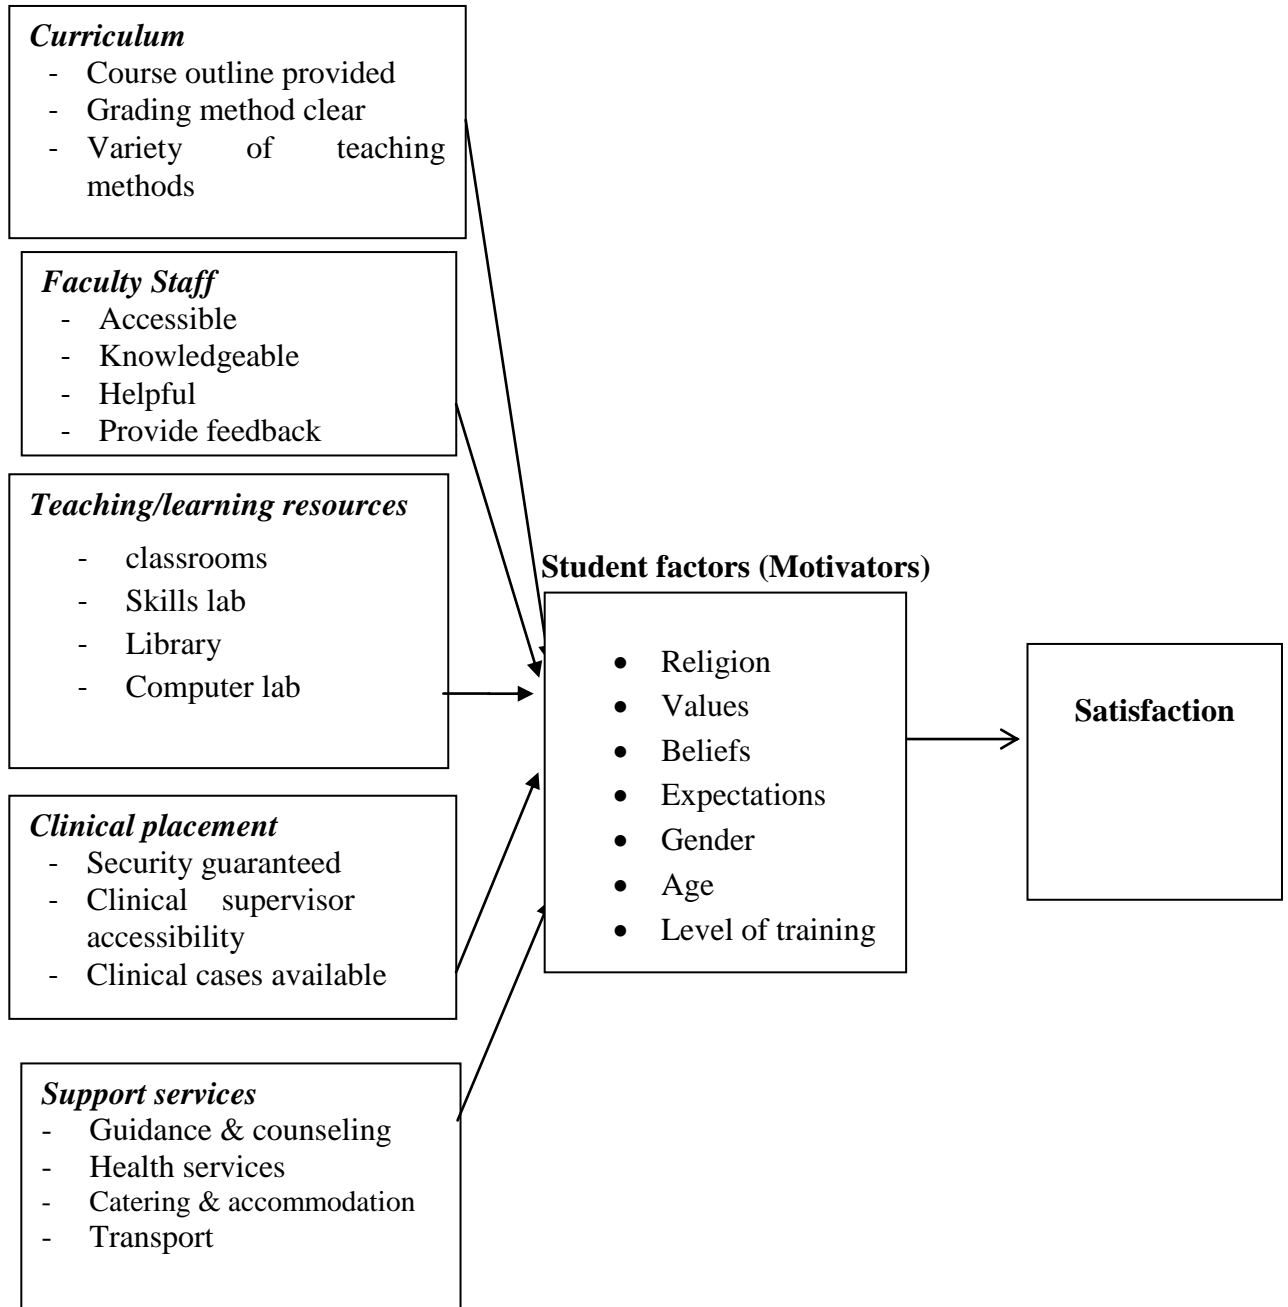 Curriculum
- Course outline provided
- Grading method clear
- Variety of teaching
methods
Faculty Staff
- Accessible
- Knowledgeable
- Helpful
- Provide feedback
Teaching/learning resources
- classrooms
- Skills lab
- Library
- Computer lab
Clinical placement
- Security guaranteed
- Clinical supervisor
accessibility
- Clinical cases available
Support services
- Guidance & counseling
- Health services
- Catering & accommodation
- Transport
Student factors (Motivators)
• Religion
• Values
• Beliefs
• Expectations
• Gender
• Age
• Level of training
Satisfaction